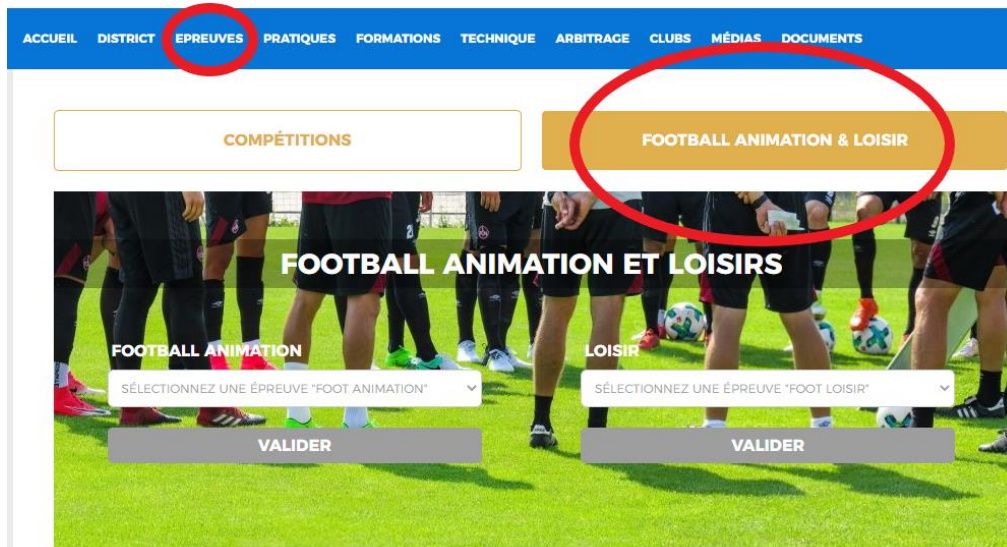 ACCUEIL DISTRICT EPREUVES PRATIQUES FORMATIONS TECHNIQUE ARBITRAGE CLUBS MÉDIAS DOCUMENTS
COMPÉTITIONS FOOTBALL ANIMATION & LOISIR
FOOTBALL ANIMATION ET LOISIRS
FOOTBALL ANIMATION LOISIR
SÉLECTIONNEZ UNE ÉPREUVE "FOOT ANIMATION" SÉLECTIONNEZ UNE ÉPREUVE "FOOT LOISIR"
VALIDER VALIDER